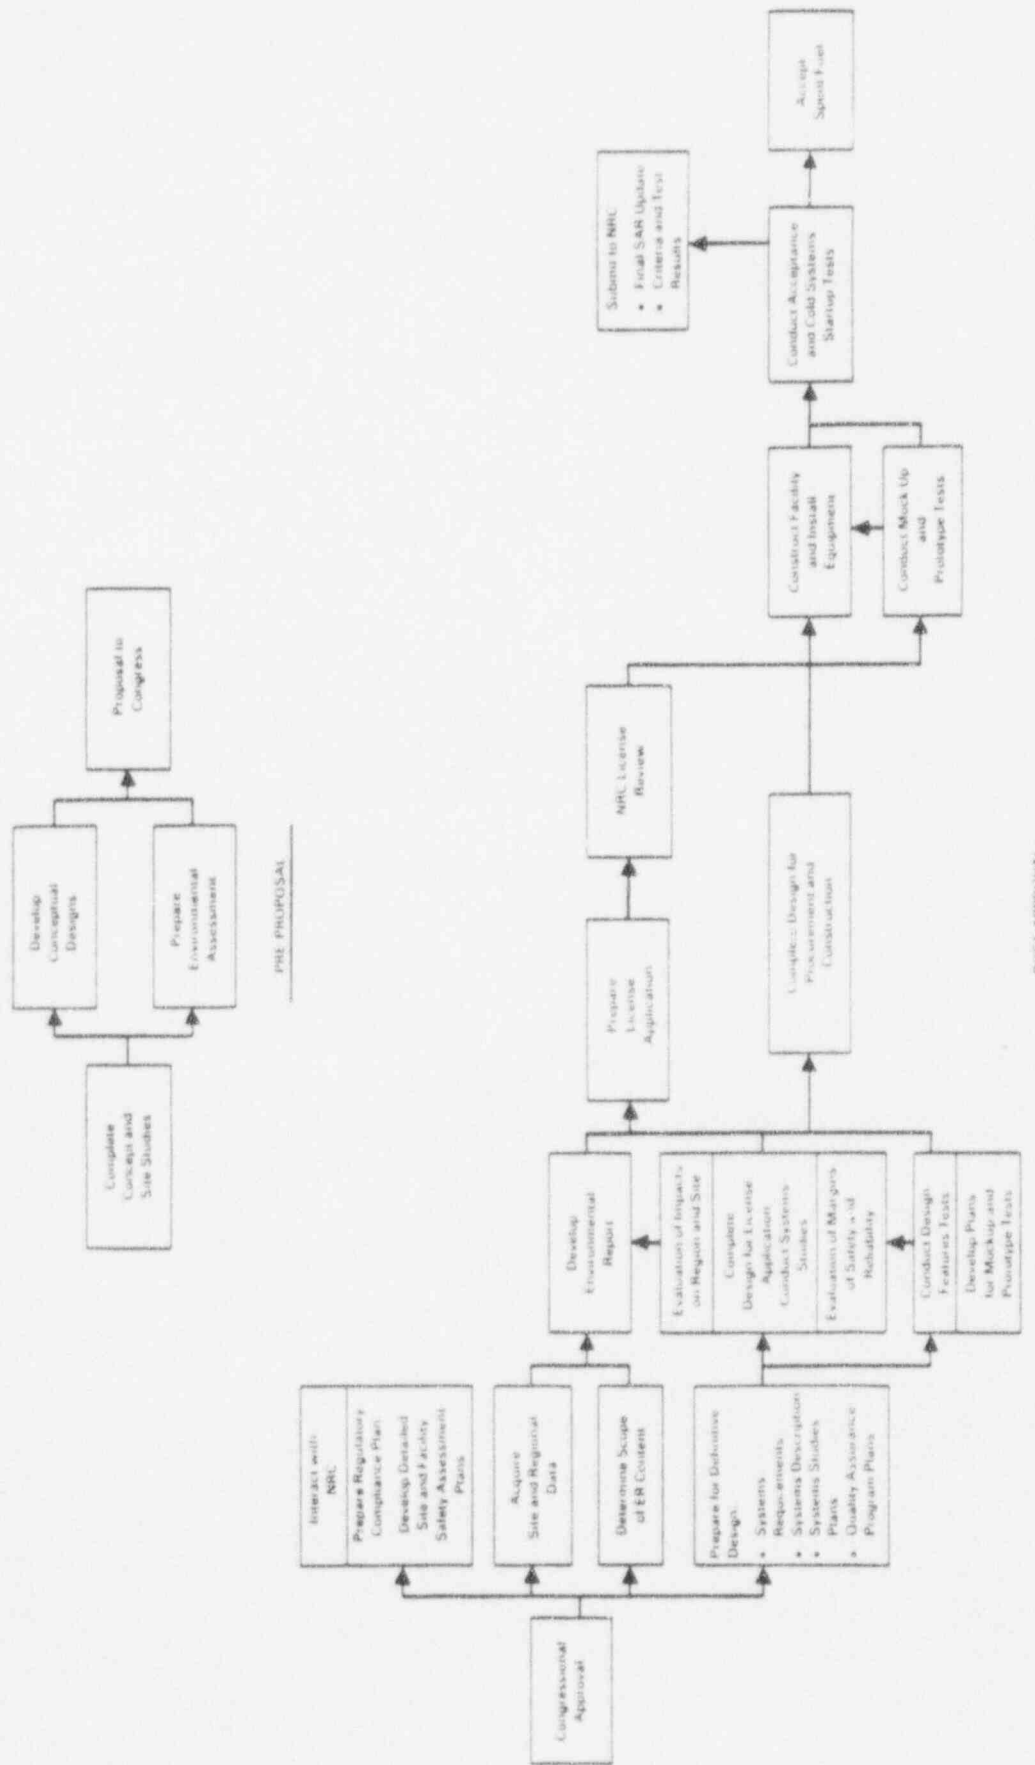 Complete
Concept and
Site Studies
Develop
Conceptual
Designs
Prepare
Environmental
Assessment
Proposal to
Congress
PRE PROPOSAL
Congressional
Approval
Interact with
NRC
Prepare Regulatory
Compliance Plan
Develop Detailed
Site and Facility
Safety Assessment
Plans
Acquire
Site and Regional
Data
Determine Scope
of ER Content
Prepare for Definitive
Design
• Systems
Requirements
• Systems Description
• Systems Studies
Plans
• Quality Assurance
Program Plans
Develop
Environmental
Report
Evaluation of Impacts
on Region and Site
Complete
Design for License
Application
Conduct Systems
Studies
Evaluation of Margins
of Safety and
Reliability
Conduct Design
Features Tests
Develop Plans
for Mockup and
Prototype Tests
Prepare
License
Application
NRC License
Review
Complete Design for
Procurement and
Construction
Construct Facility
and Install
Equipment
Conduct Mock Up
and
Prototype Tests
Submit to NRC
• Final SAR Update
• Criteria and Test
Results
Conduct Acceptance
and Cold Systems
Startup Tests
Accept
Spent Fuel